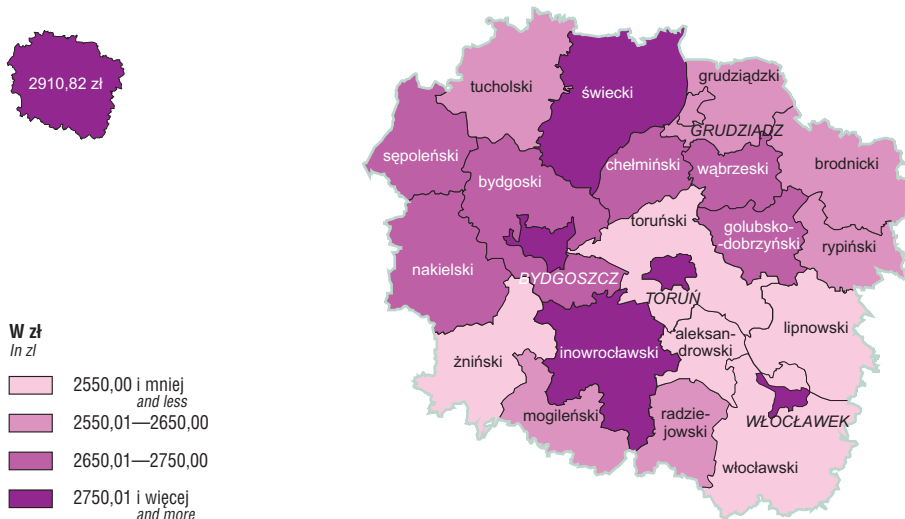 2910,82 zł
tucholski
świecki
grudziądzki
GRUDZIADZ
sępoleński
bydgoski
chełmiński
wąbrzeski
brodnicki
toruński
golubsko-
-dobrzyński
rypiński
nakielski
BYDGOSZCZ
TORUŃ
lipnowski
aleksan-
drowski
inowrocławski
żniński
mogileński
radzie-
jowski
WŁOCŁAWEK
włocławski
W zł
In zl
2550,00 i mniej
and less
2550,01—2650,00
2650,01—2750,00
2750,01 i więcej
and more